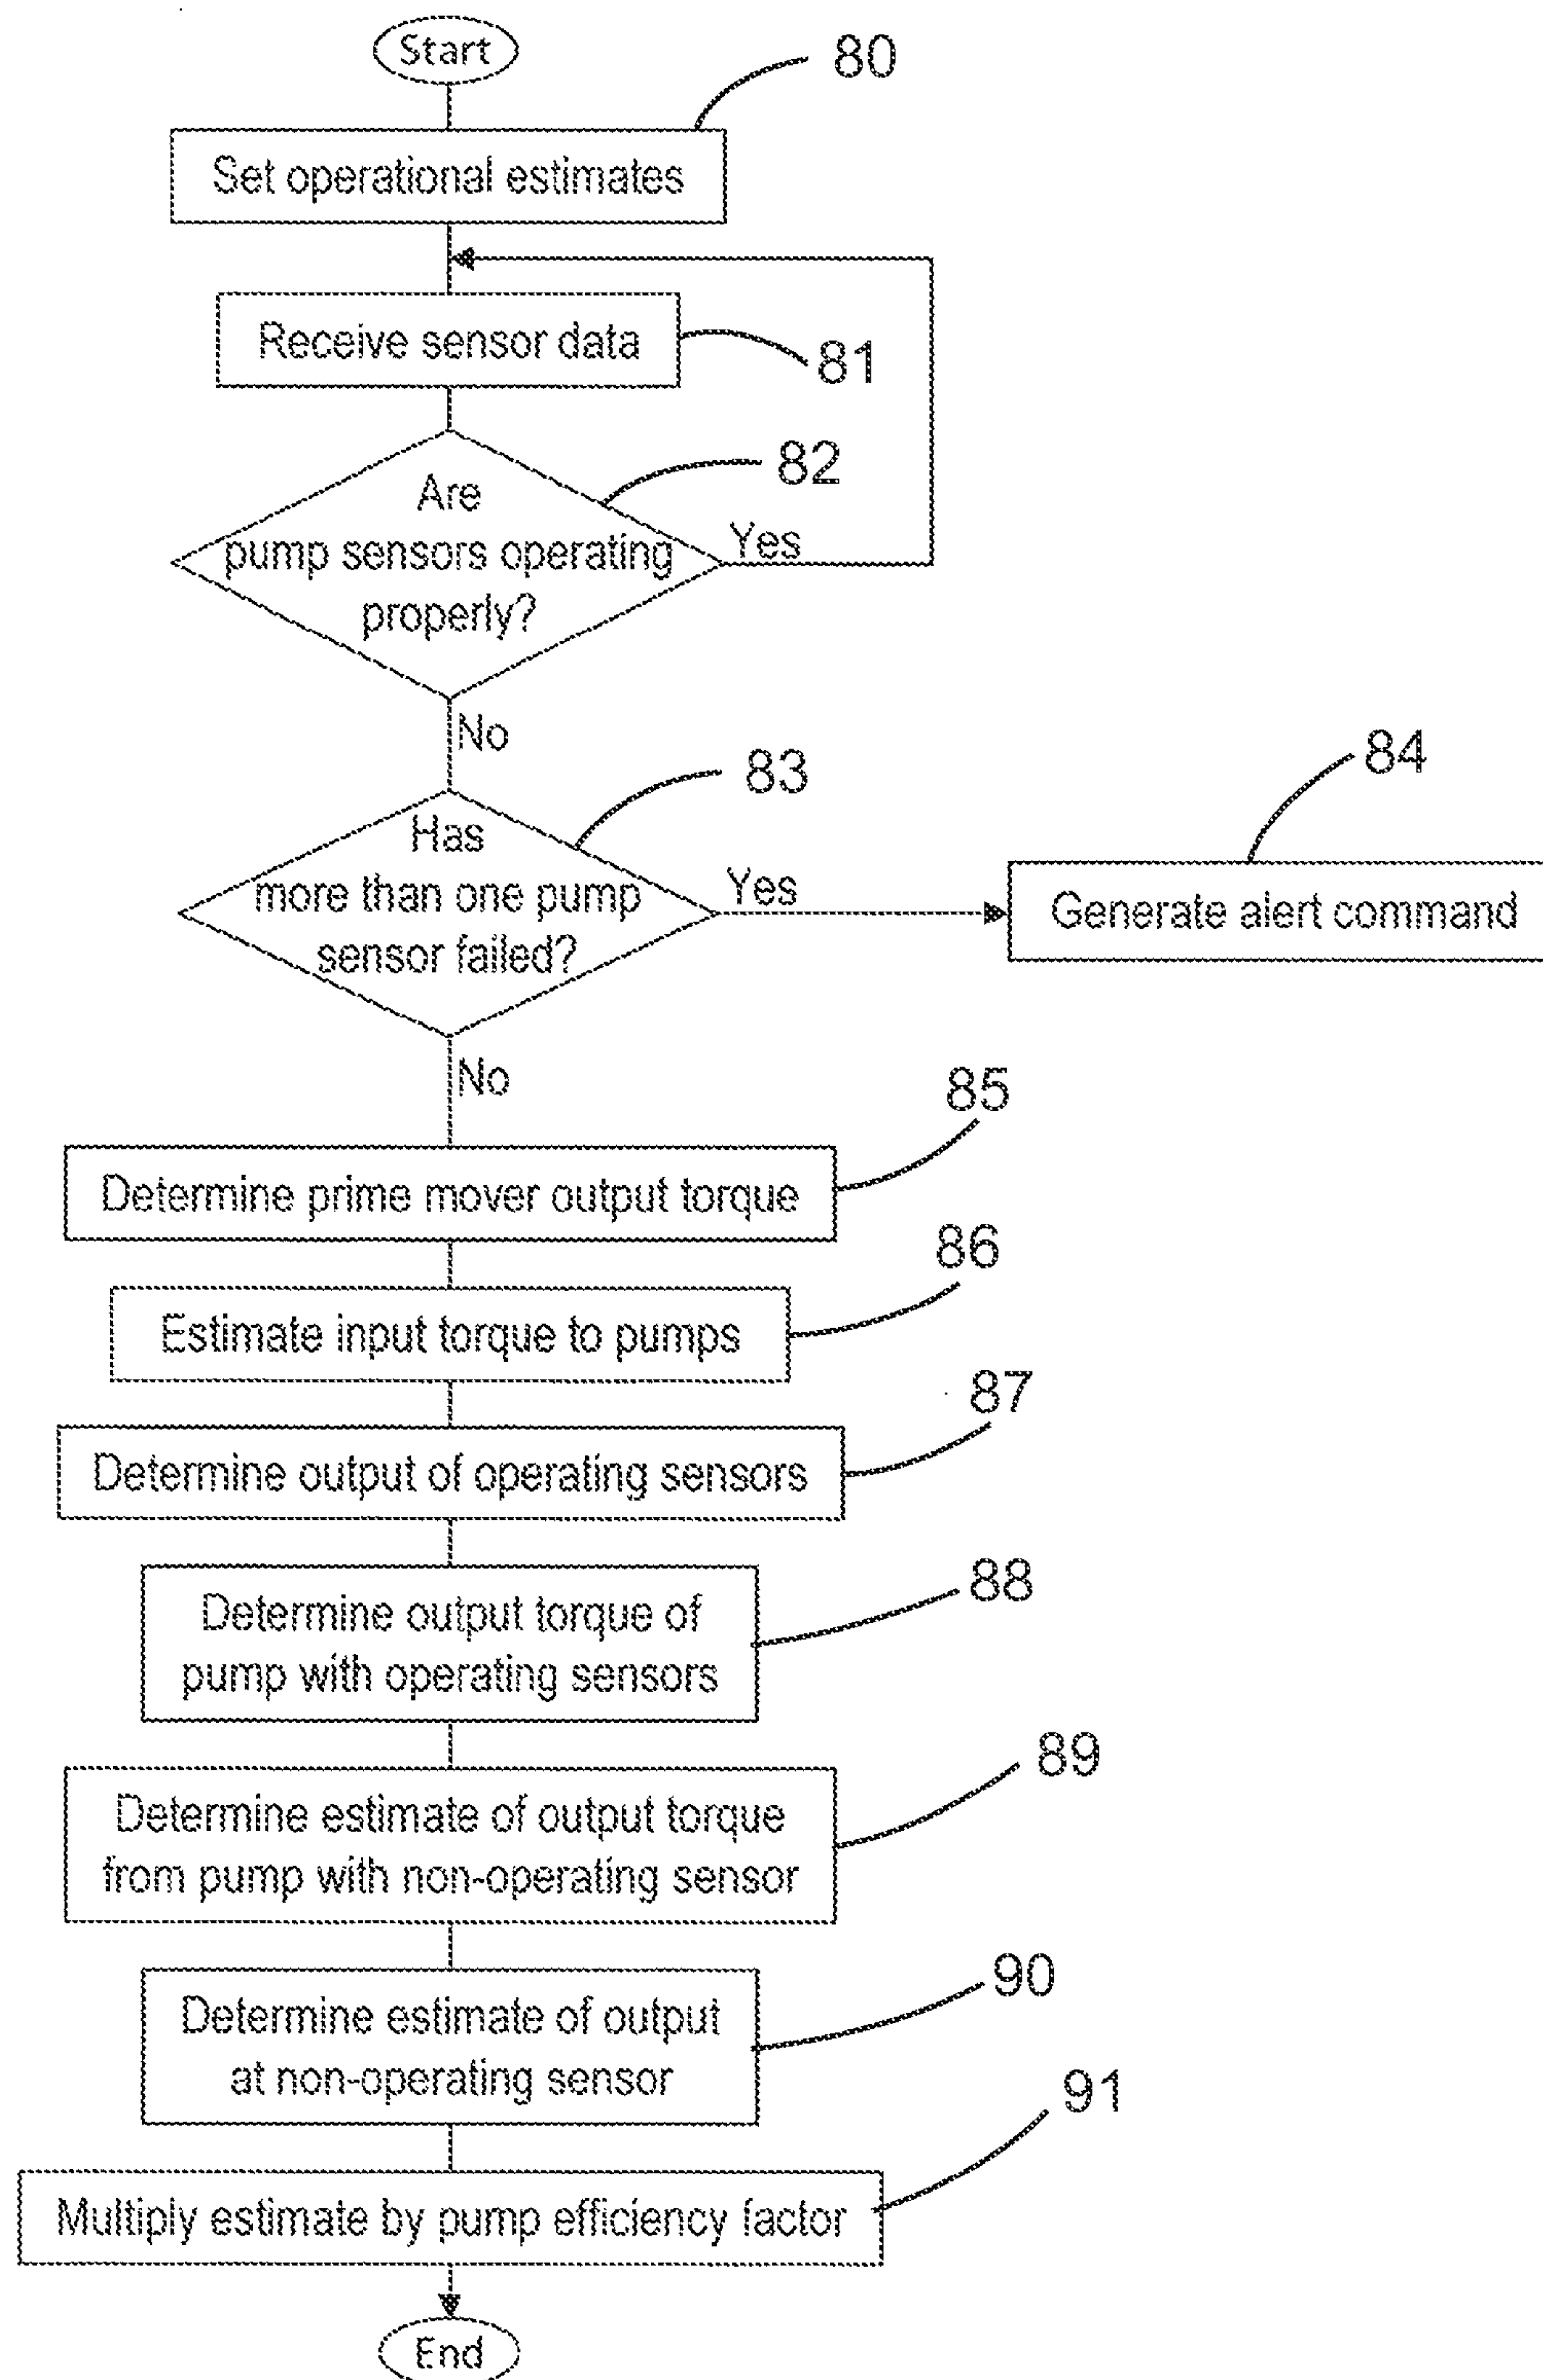 Start
80
Set operational estimates
Receive sensor data
81
82
Are
pump sensors operating
properly?
Yes
No
83
84
Has
more than one pump
sensor failed?
Yes
Generate alert command
No
85
Determine prime mover output torque
86
Estimate input torque to pumps
87
Determine output of operating sensors
88
Determine output torque of
pump with operating sensors
89
Determine estimate of output torque
from pump with non-operating sensor
90
Determine estimate of output
at non-operating sensor
91
Multiply estimate by pump efficiency factor
End